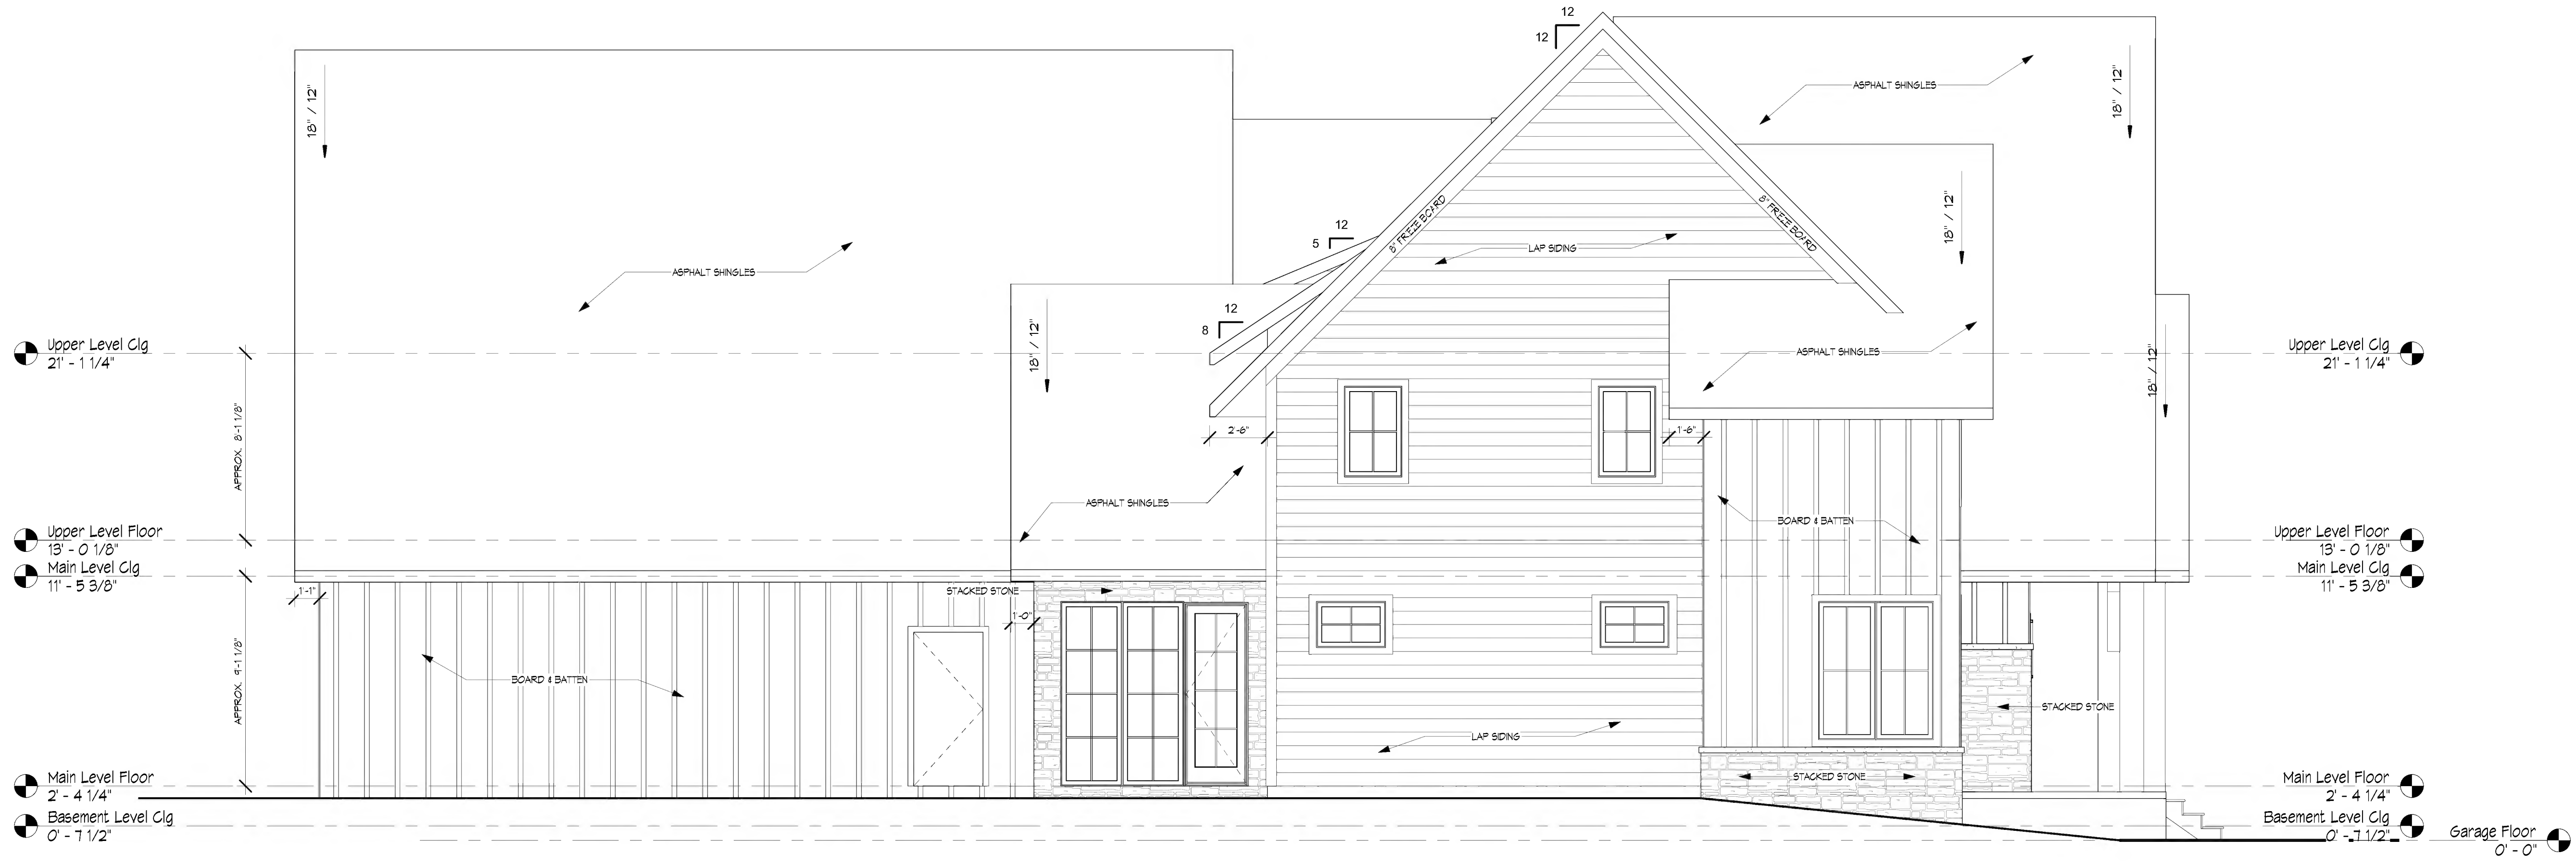 12
12
18" / 12"
ASPHALT SHINGLES
18" / 12"
ASPHALT SHINGLES
18" / 12"
8" FREIZE BOARD
8" FREIZE BOARD
12
5
LAP SIDING
ASPHALT SHINGLES
12
8
18" / 12"
Upper Level Clg
21' - 1 1/4"
ASPHALT SHINGLES
18" / 12"
Upper Level Clg
21' - 1 1/4"
APPROX. 8-1 1/8"
2'-6"
1'-6"
ASPHALT SHINGLES
BOARD & BATTEN
Upper Level Floor
13' - 0 1/8"
Upper Level Floor
13' - 0 1/8"
Main Level Clg
11' - 5 3/8"
Main Level Clg
11' - 5 3/8"
1'-1"
STACKED STONE
1'-0"
APPROX. 9-1 1/8"
BOARD & BATTEN
STACKED STONE
LAP SIDING
STACKED STONE
Main Level Floor
2' - 4 1/4"
Main Level Floor
2' - 4 1/4"
Basement Level Clg
0' - 7 1/2"
Basement Level Clg
0' - 7 1/2"
Garage Floor
0' - 0"